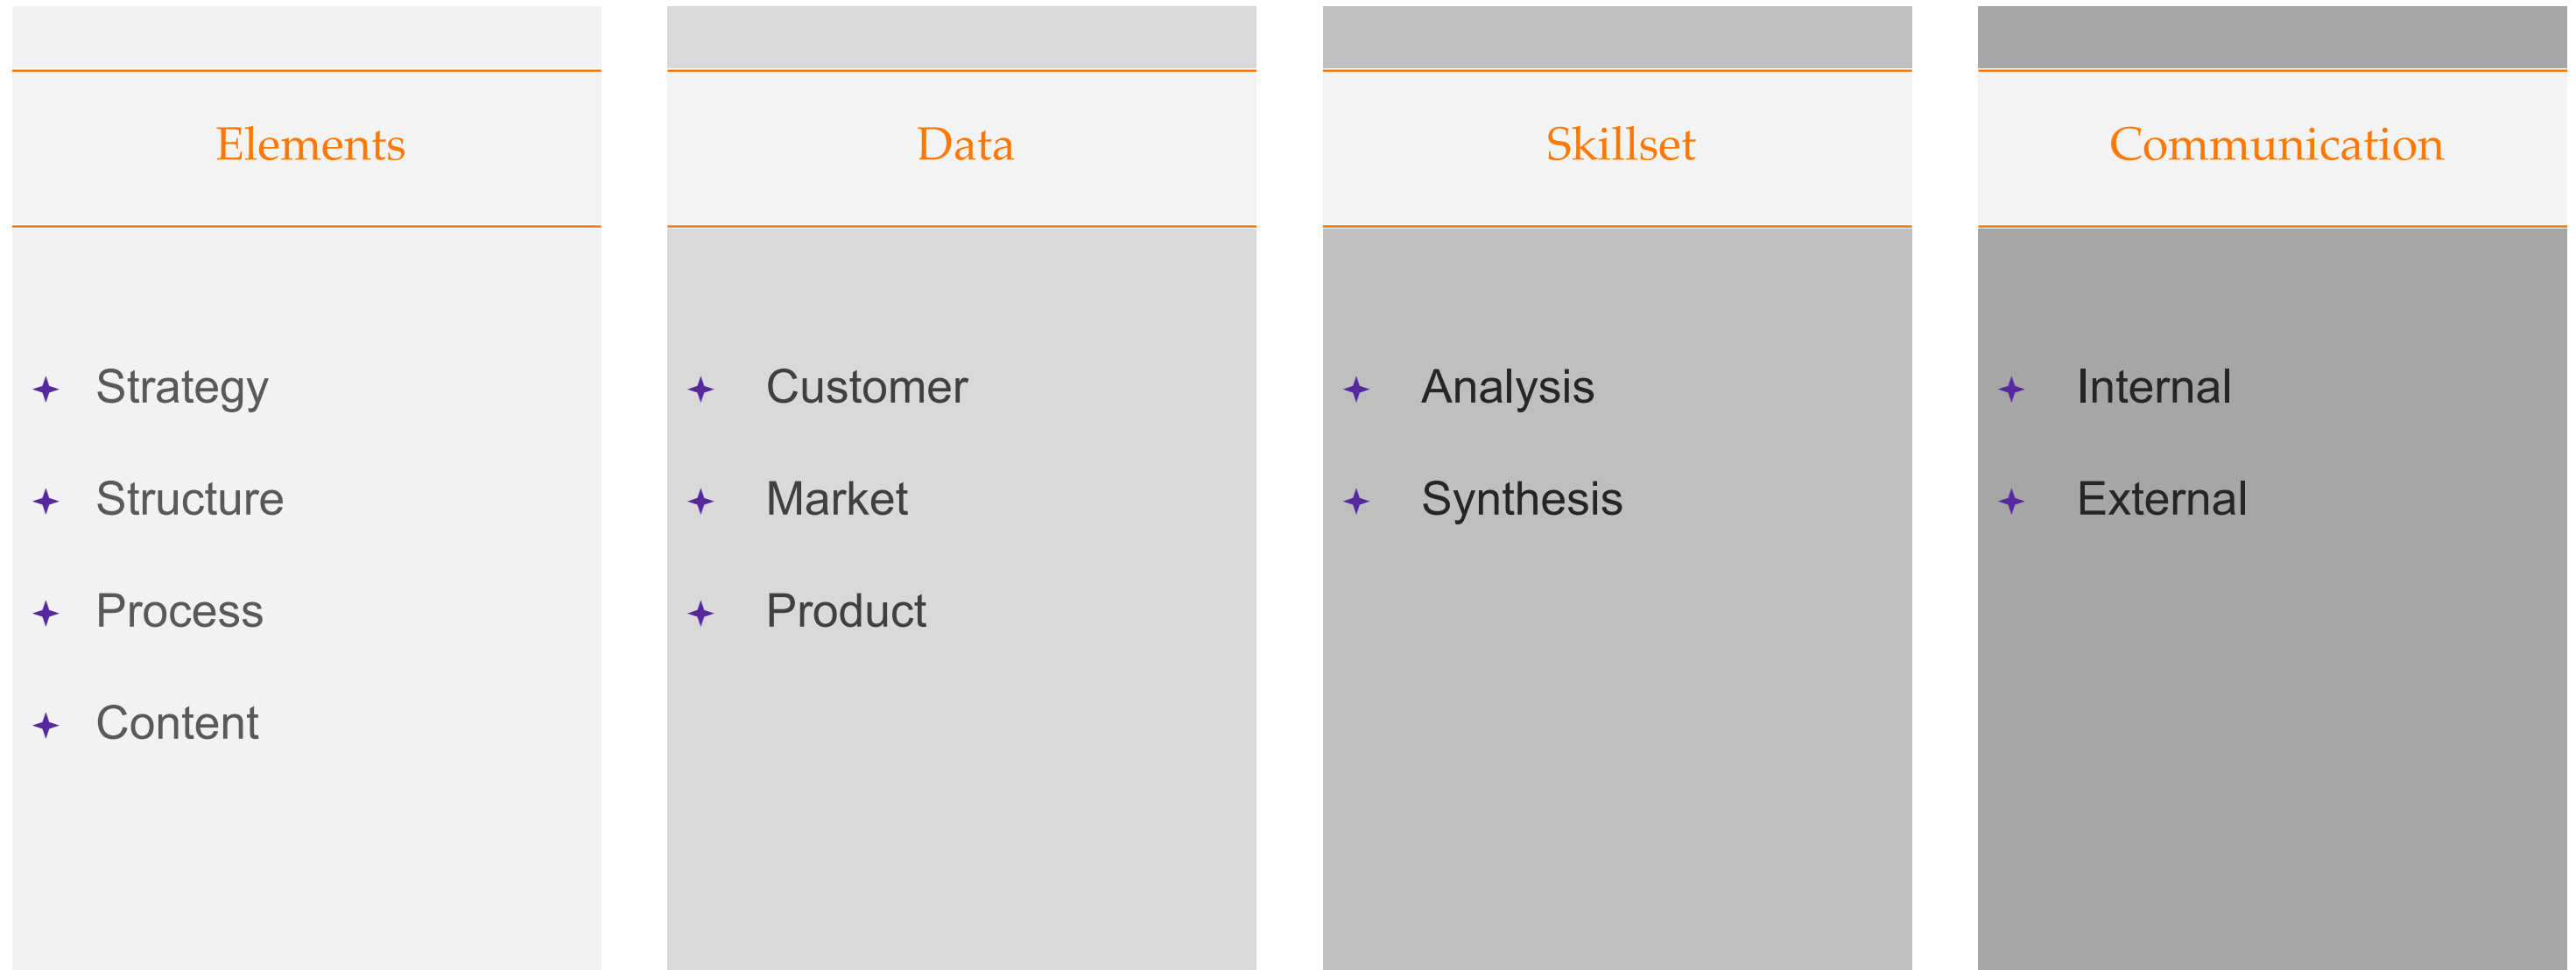 Elements
Strategy
Structure
Process
Content
Data
Customer
Market
Product
Skillset
Analysis
Synthesis
Communication
Internal
External